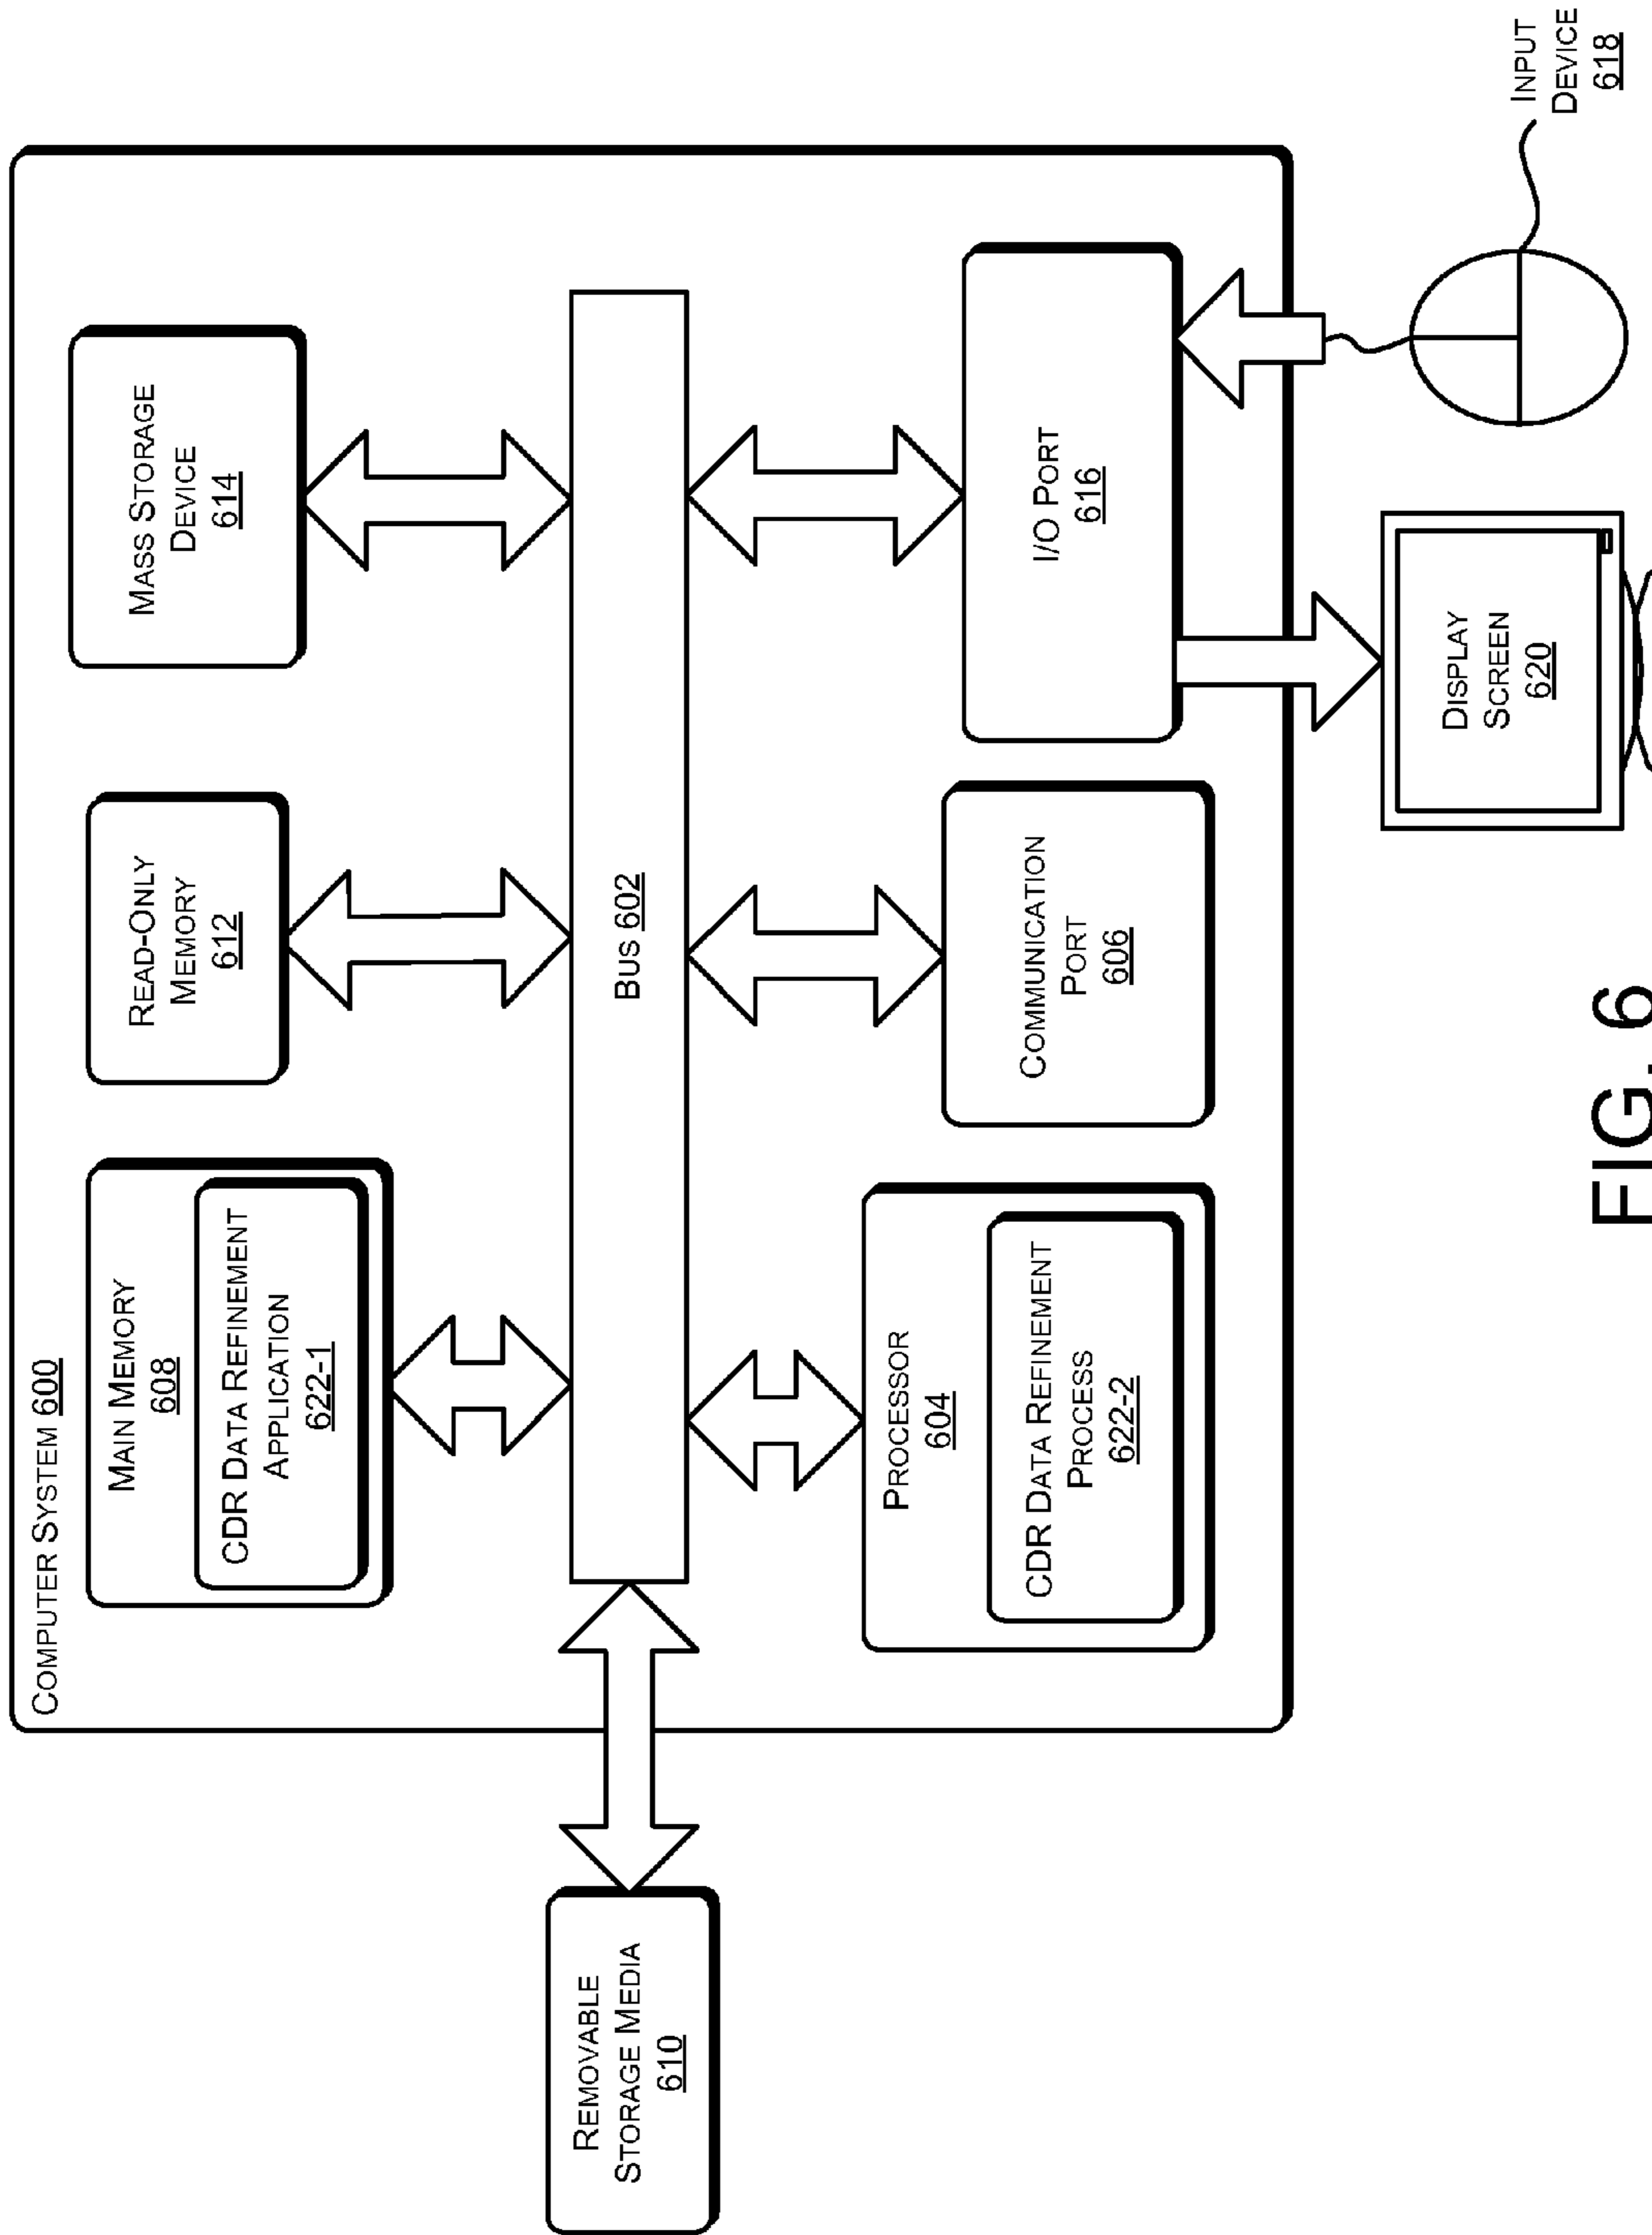 COMPUTER SYSTEM 600
MAIN MEMORY
608
CDR DATA REFINEMENT
APPLICATION
622-1
READ-ONLY
MEMORY
612
MASS STORAGE
DEVICE
614
REMOVABLE
STORAGE MEDIA
610
BUS 602
PROCESSOR
604
CDR DATA REFINEMENT
PROCESS
622-2
COMMUNICATION
PORT
606
I/O PORT
616
DISPLAY
SCREEN
620
INPUT
DEVICE
618
FIG. 6